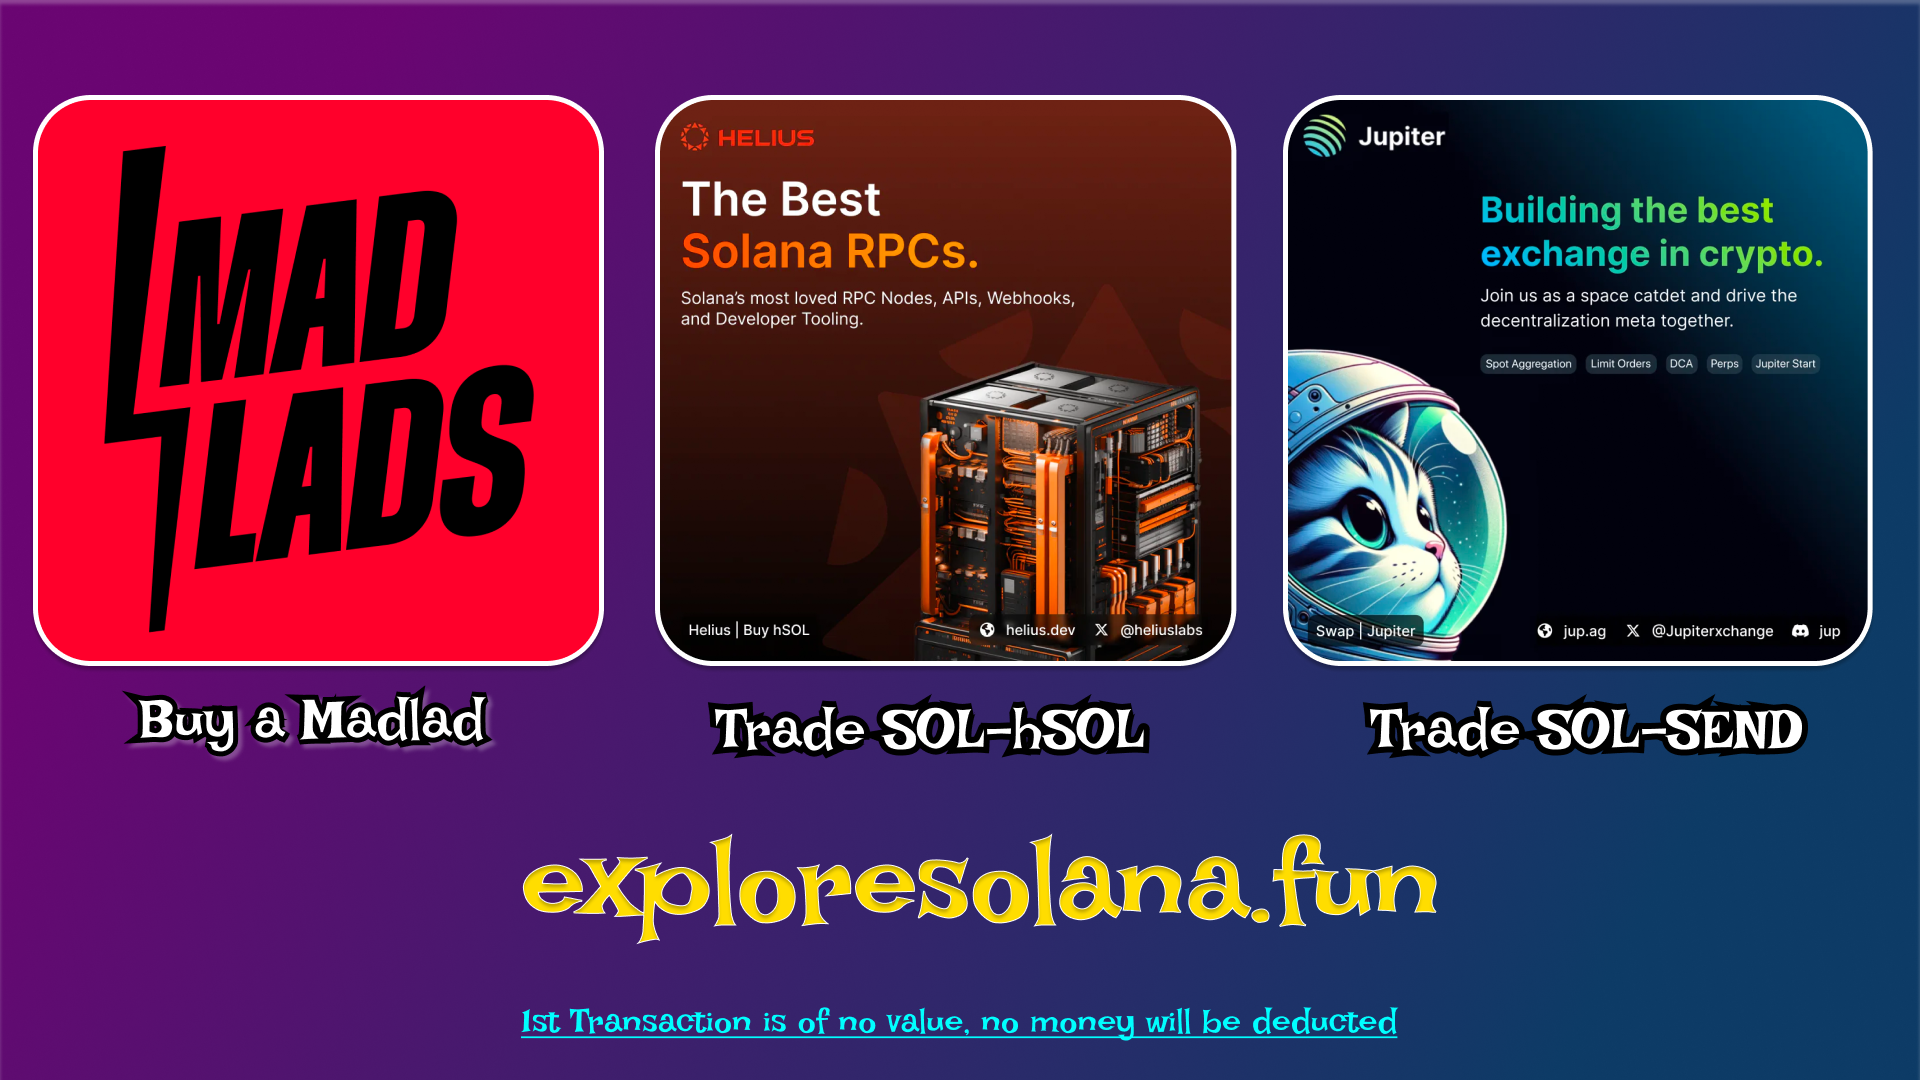 MAD
LADS
Buy a Madlad
HELIUS
The Best
Solana RPCs.
Solana's most loved RPC Nodes, APIs, Webhooks,
and Developer Tooling.
Helius | Buy hSOL
helius.dev
@heliuslabs
Trade SOL-hSOL
Jupiter
Building the best
exchange in crypto.
Join us as a space catdet and drive the
decentralization meta together.
Spot Aggregation Limit Orders DCA Perps Jupiter Start
Swap | Jupiter
jup.ag
@Jupiterxchange
jup
Trade SOL-SEND
exploresolana.fun
1st Transaction is of no value, no money will be deducted